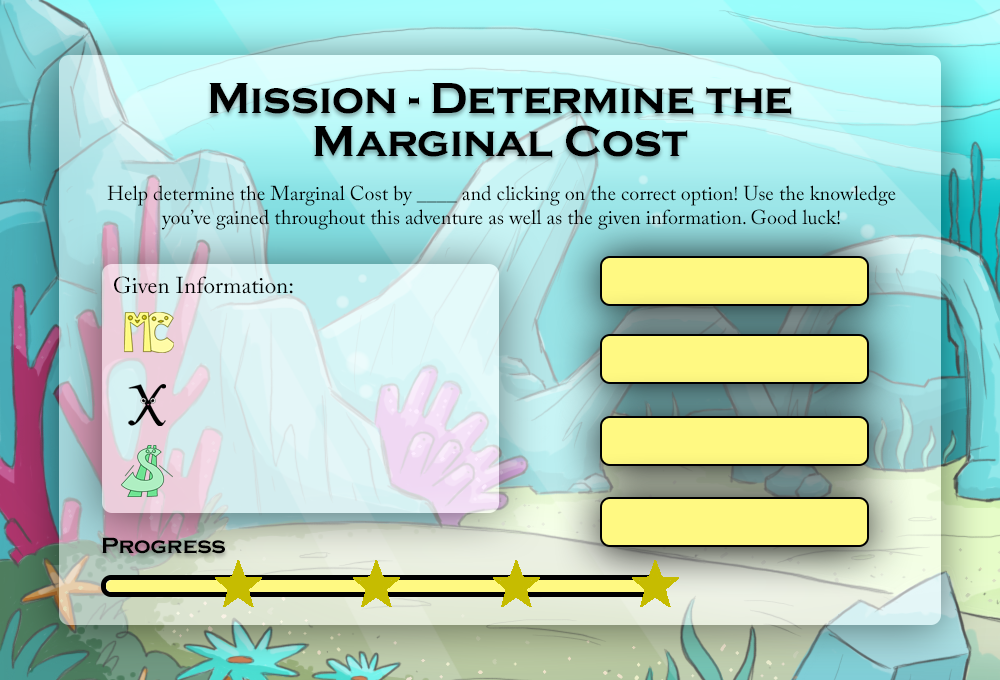 Mission - Determine the
Marginal Cost
Help determine the Marginal Cost by ____ and clicking on the correct option! Use the knowledge
you’ve gained throughout this adventure as well as the given information. Good luck!
Given Information:
MC
X
$
Progress